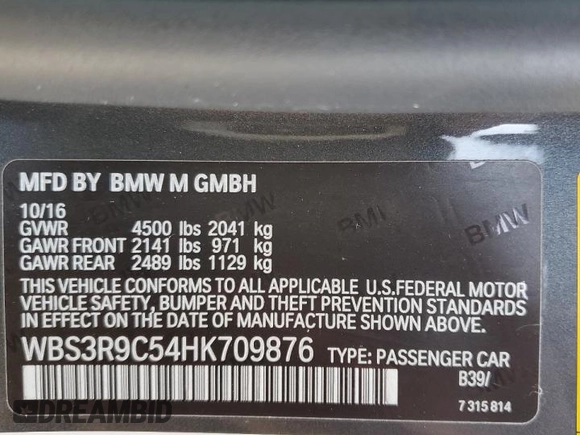 MFD BY BMW M GMBH
10/16
GVWR 4500 lbs 2041 kg
GAWR FRONT 2141 lbs 971 kg
GAWR REAR 2489 lbs 1129 kg
THIS VEHICLE CONFORMS TO ALL APPLICABLE U.S.FEDERAL MOTOR
VEHICLE SAFETY, BUMPER AND THEFT PREVENTION STANDARDS
IN EFFECT ON THE DATE OF MANUFACTURE SHOWN ABOVE.
WBS3R9C54HK709876 TYPE: PASSENGER CAR
B39/
7 315 814
DREAMBID
BMW
BMW